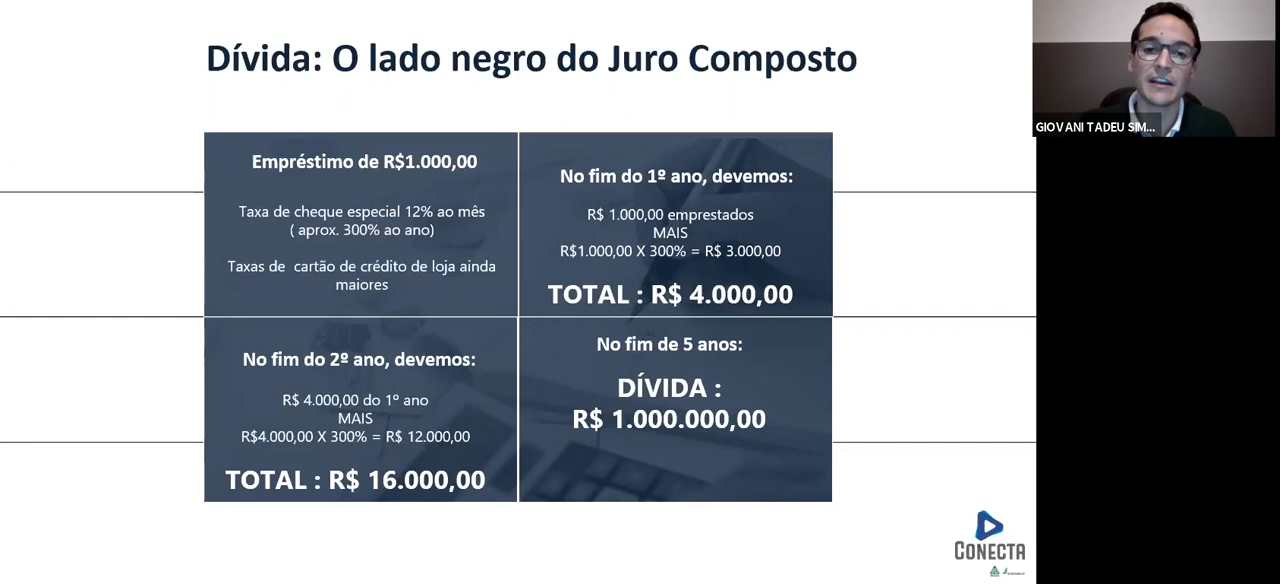 Dívida: O lado negro do Juro Composto
GIOVANI TADEU SIM...
Empréstimo de R$1.000,00
Taxa de cheque especial 12% ao mês
( aprox. 300% ao ano)
Taxas de  cartão de crédito de loja ainda
maiores
No fim do 1º ano, devemos:
R$ 1.000,00 emprestados
MAIS
R$1.000,00 X 300% = R$ 3.000,00
TOTAL : R$ 4.000,00
No fim do 2º ano, devemos:
R$ 4.000,00 do 1º ano
MAIS
R$4.000,00 X 300% = R$ 12.000,00
TOTAL : R$ 16.000,00
No fim de 5 anos:
DÍVIDA :
R$ 1.000.000,00
CONECTA